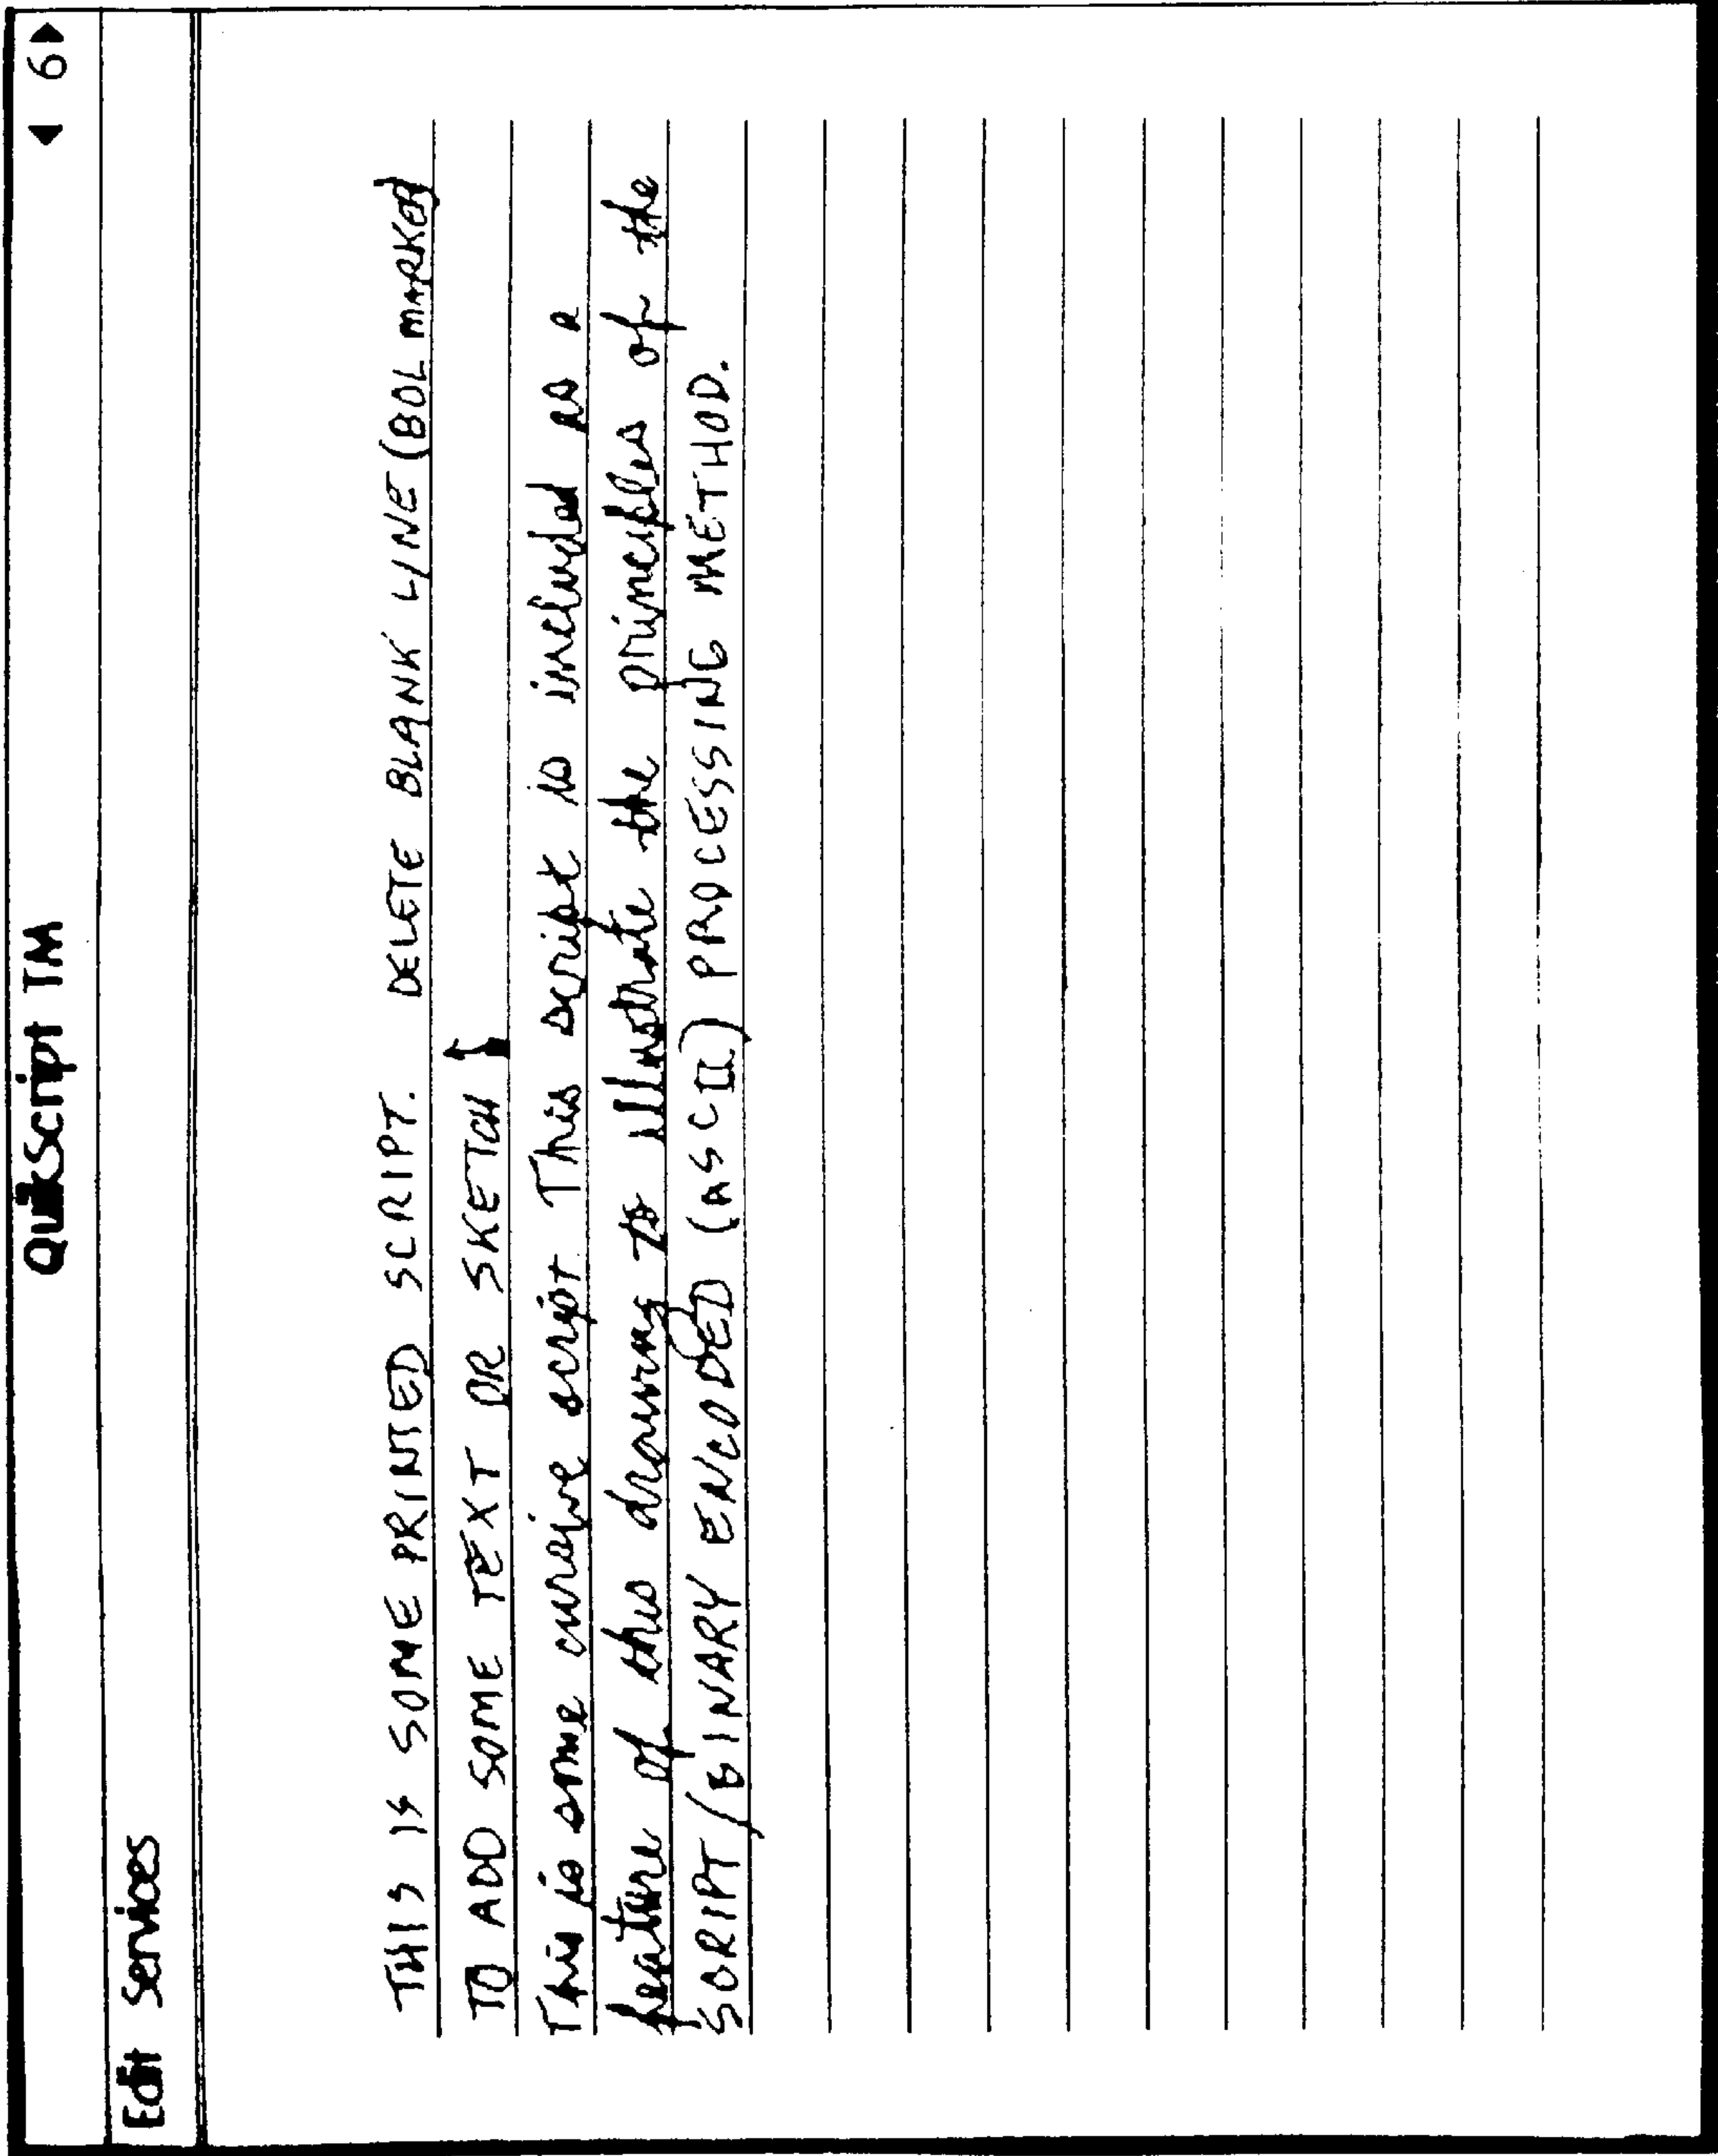 QuikScript TM ◀ 6▶
Edit Services
THIS IS SOME PRINTED SCRIPT. DELETE BLANK LINE (BOL MARKER)
TO ADD SOME TEXT OR SKETCH
This is some cursive script This script is included as a
feature of this drawing to illustrate the principles of the
SCRIPT/BINARY ENCODED (ASCII) PROCESSING METHOD.